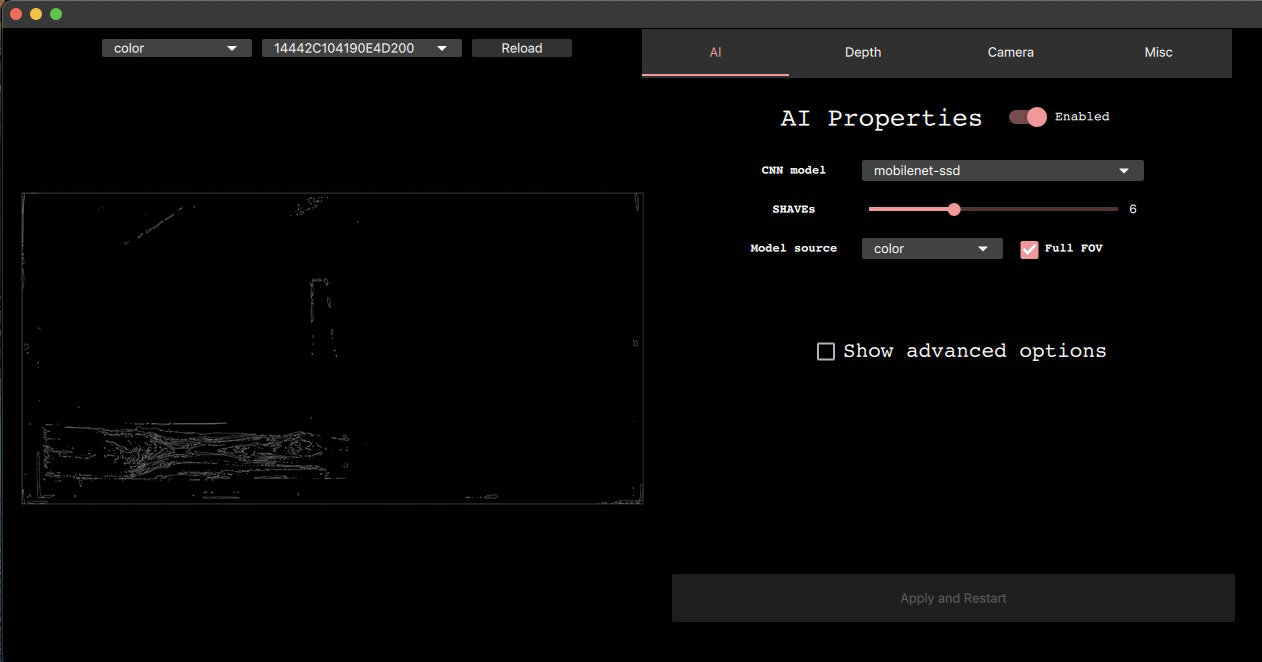 color
14442C104190E4D200
Reload
AI
Depth
Camera
Misc
AI Properties
Enabled
CNN model
mobilenet-ssd
SHAVEs
6
Model source
color
Full FOV
Show advanced options
Apply and Restart